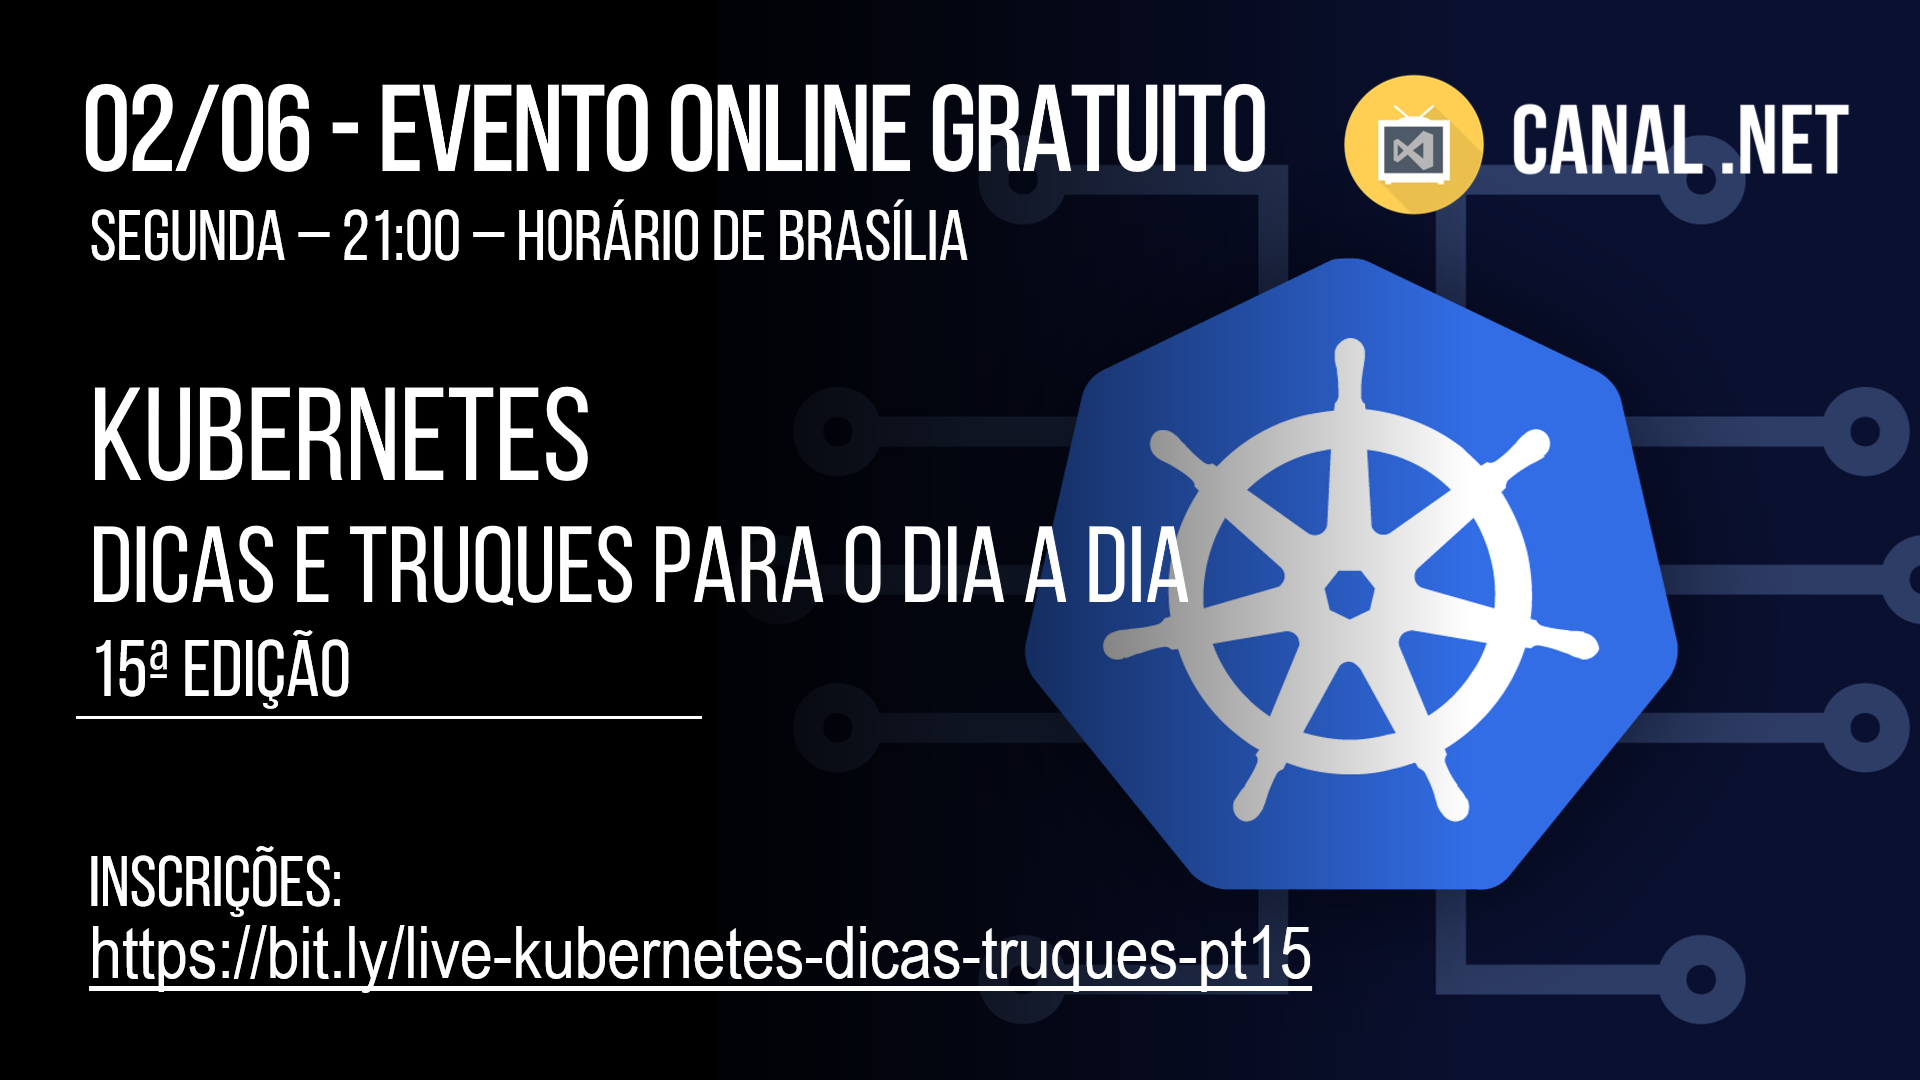 02/06 - EVENTO ONLINE GRATUITO
CANAL .NET
SEGUNDA – 21:00 – HORÁRIO DE BRASÍLIA
KUBERNETES
DICAS E TRUQUES PARA O DIA A DIA
15ª EDIÇÃO
INSCRIÇÕES:
https://bit.ly/live-kubernetes-dicas-truques-pt15